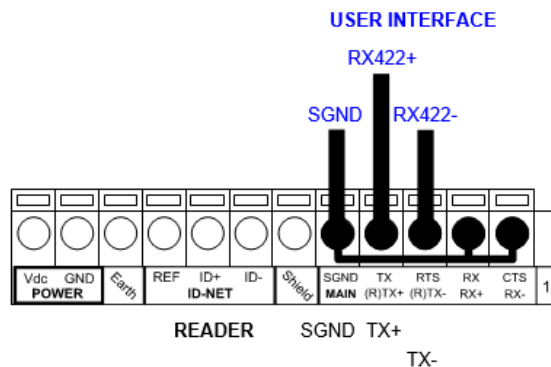 USER INTERFACE
RX422+
SGND RX422-
Vdc GND Earth REF ID+ ID- Shield SGND TX RTS RX CTS
POWER ID-NET MAIN (R)TX+ (R)TX- RX+ RX- 1
READER SGND TX+
TX-